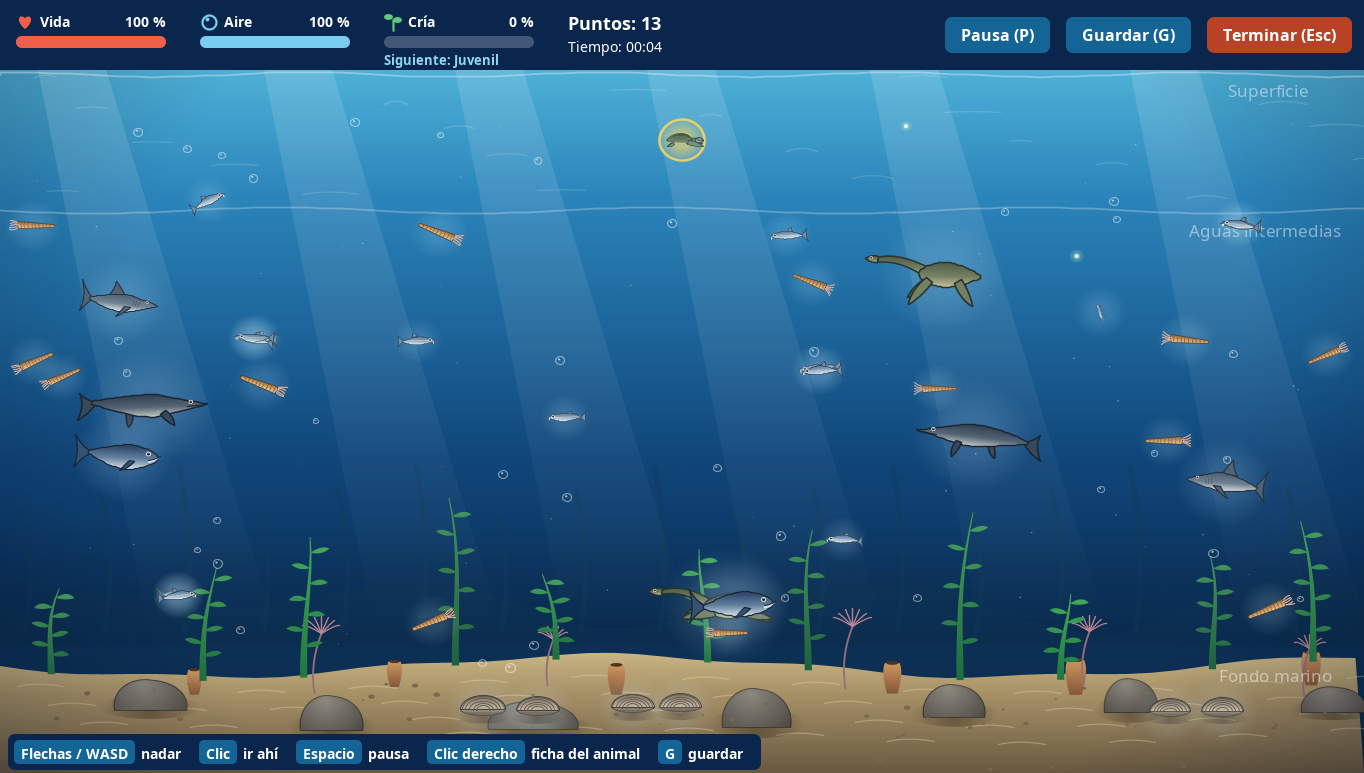 Vida 100 %
Aire 100 %
Cría 0 %
Siguiente: Juvenil
Puntos: 13
Tiempo: 00:04
Pausa (P)
Guardar (G)
Terminar (Esc)
Superficie
Aguas intermedias
Fondo marino
Flechas / WASD nadar Clic ir ahí Espacio pausa Clic derecho ficha del animal G guardar